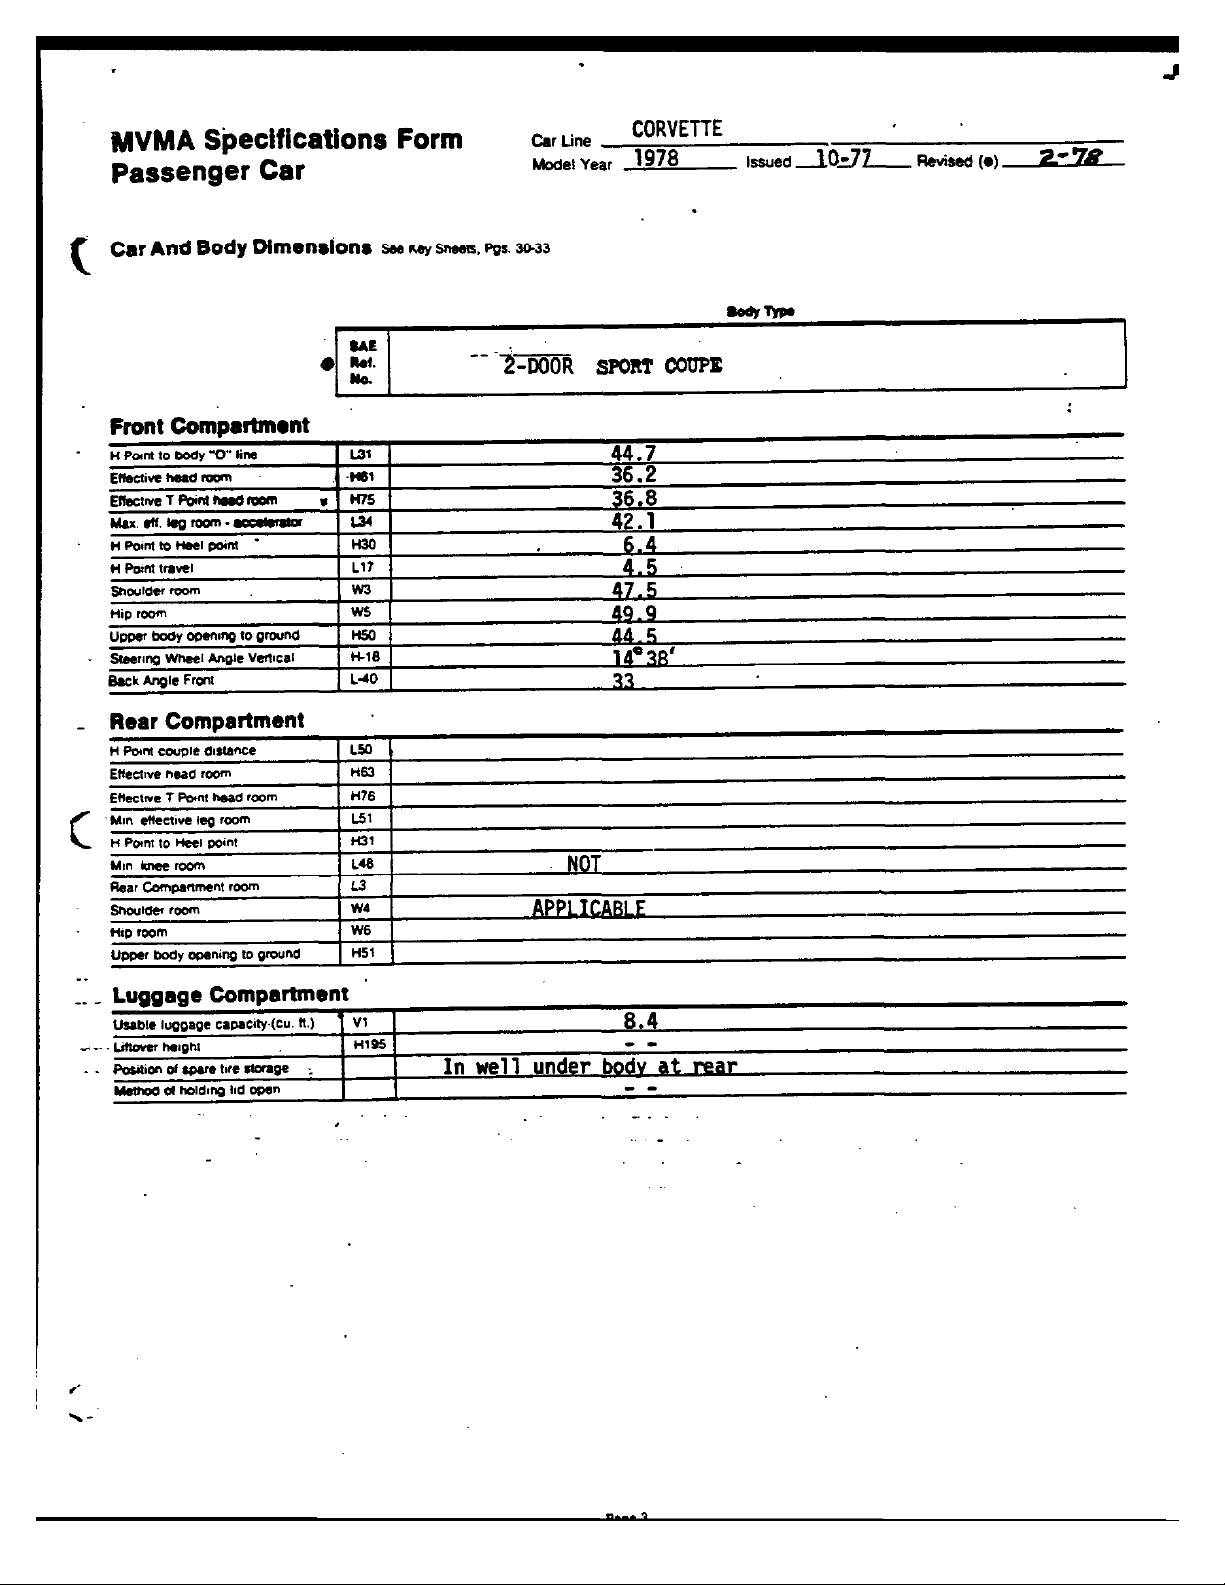 MVMA Specifications Form
Passenger Car
Car Line CORVETTE
Model Year 1978 Issued 10-77 Revised (●) 2-78
Car And Body Dimensions See Key Sheets, Pgs. 30-33
Body Type
SAE Ref. No. 2-DOOR SPORT COUPE
Front Compartment
H Point to body "O" line L31 44.7
Effective head room H61 36.2
Effective T Point head room H75 36.8
Max. eff. leg room - accelerator L34 42.1
H Point to Heel point H30 6.4
H Point travel L17 4.5
Shoulder room W3 47.5
Hip room W5 49.9
Upper body opening to ground H50 44.5
Steering Wheel Angle Vertical H-18 14° 38'
Back Angle Front L-40 33
Rear Compartment
H Point couple distance L50
Effective head room H63
Effective T Point head room H76
Min. effective leg room L51
H Point to Heel point H31
Min knee room L48 NOT
Rear Compartment room L3
Shoulder room W4 APPLICABLE
Hip room W6
Upper body opening to ground H51
Luggage Compartment
Usable luggage capacity (cu. ft.) V1 8.4
Liftover height H195 - -
Position of spare tire storage In well under body at rear
Method of holding lid open - -
Page 3